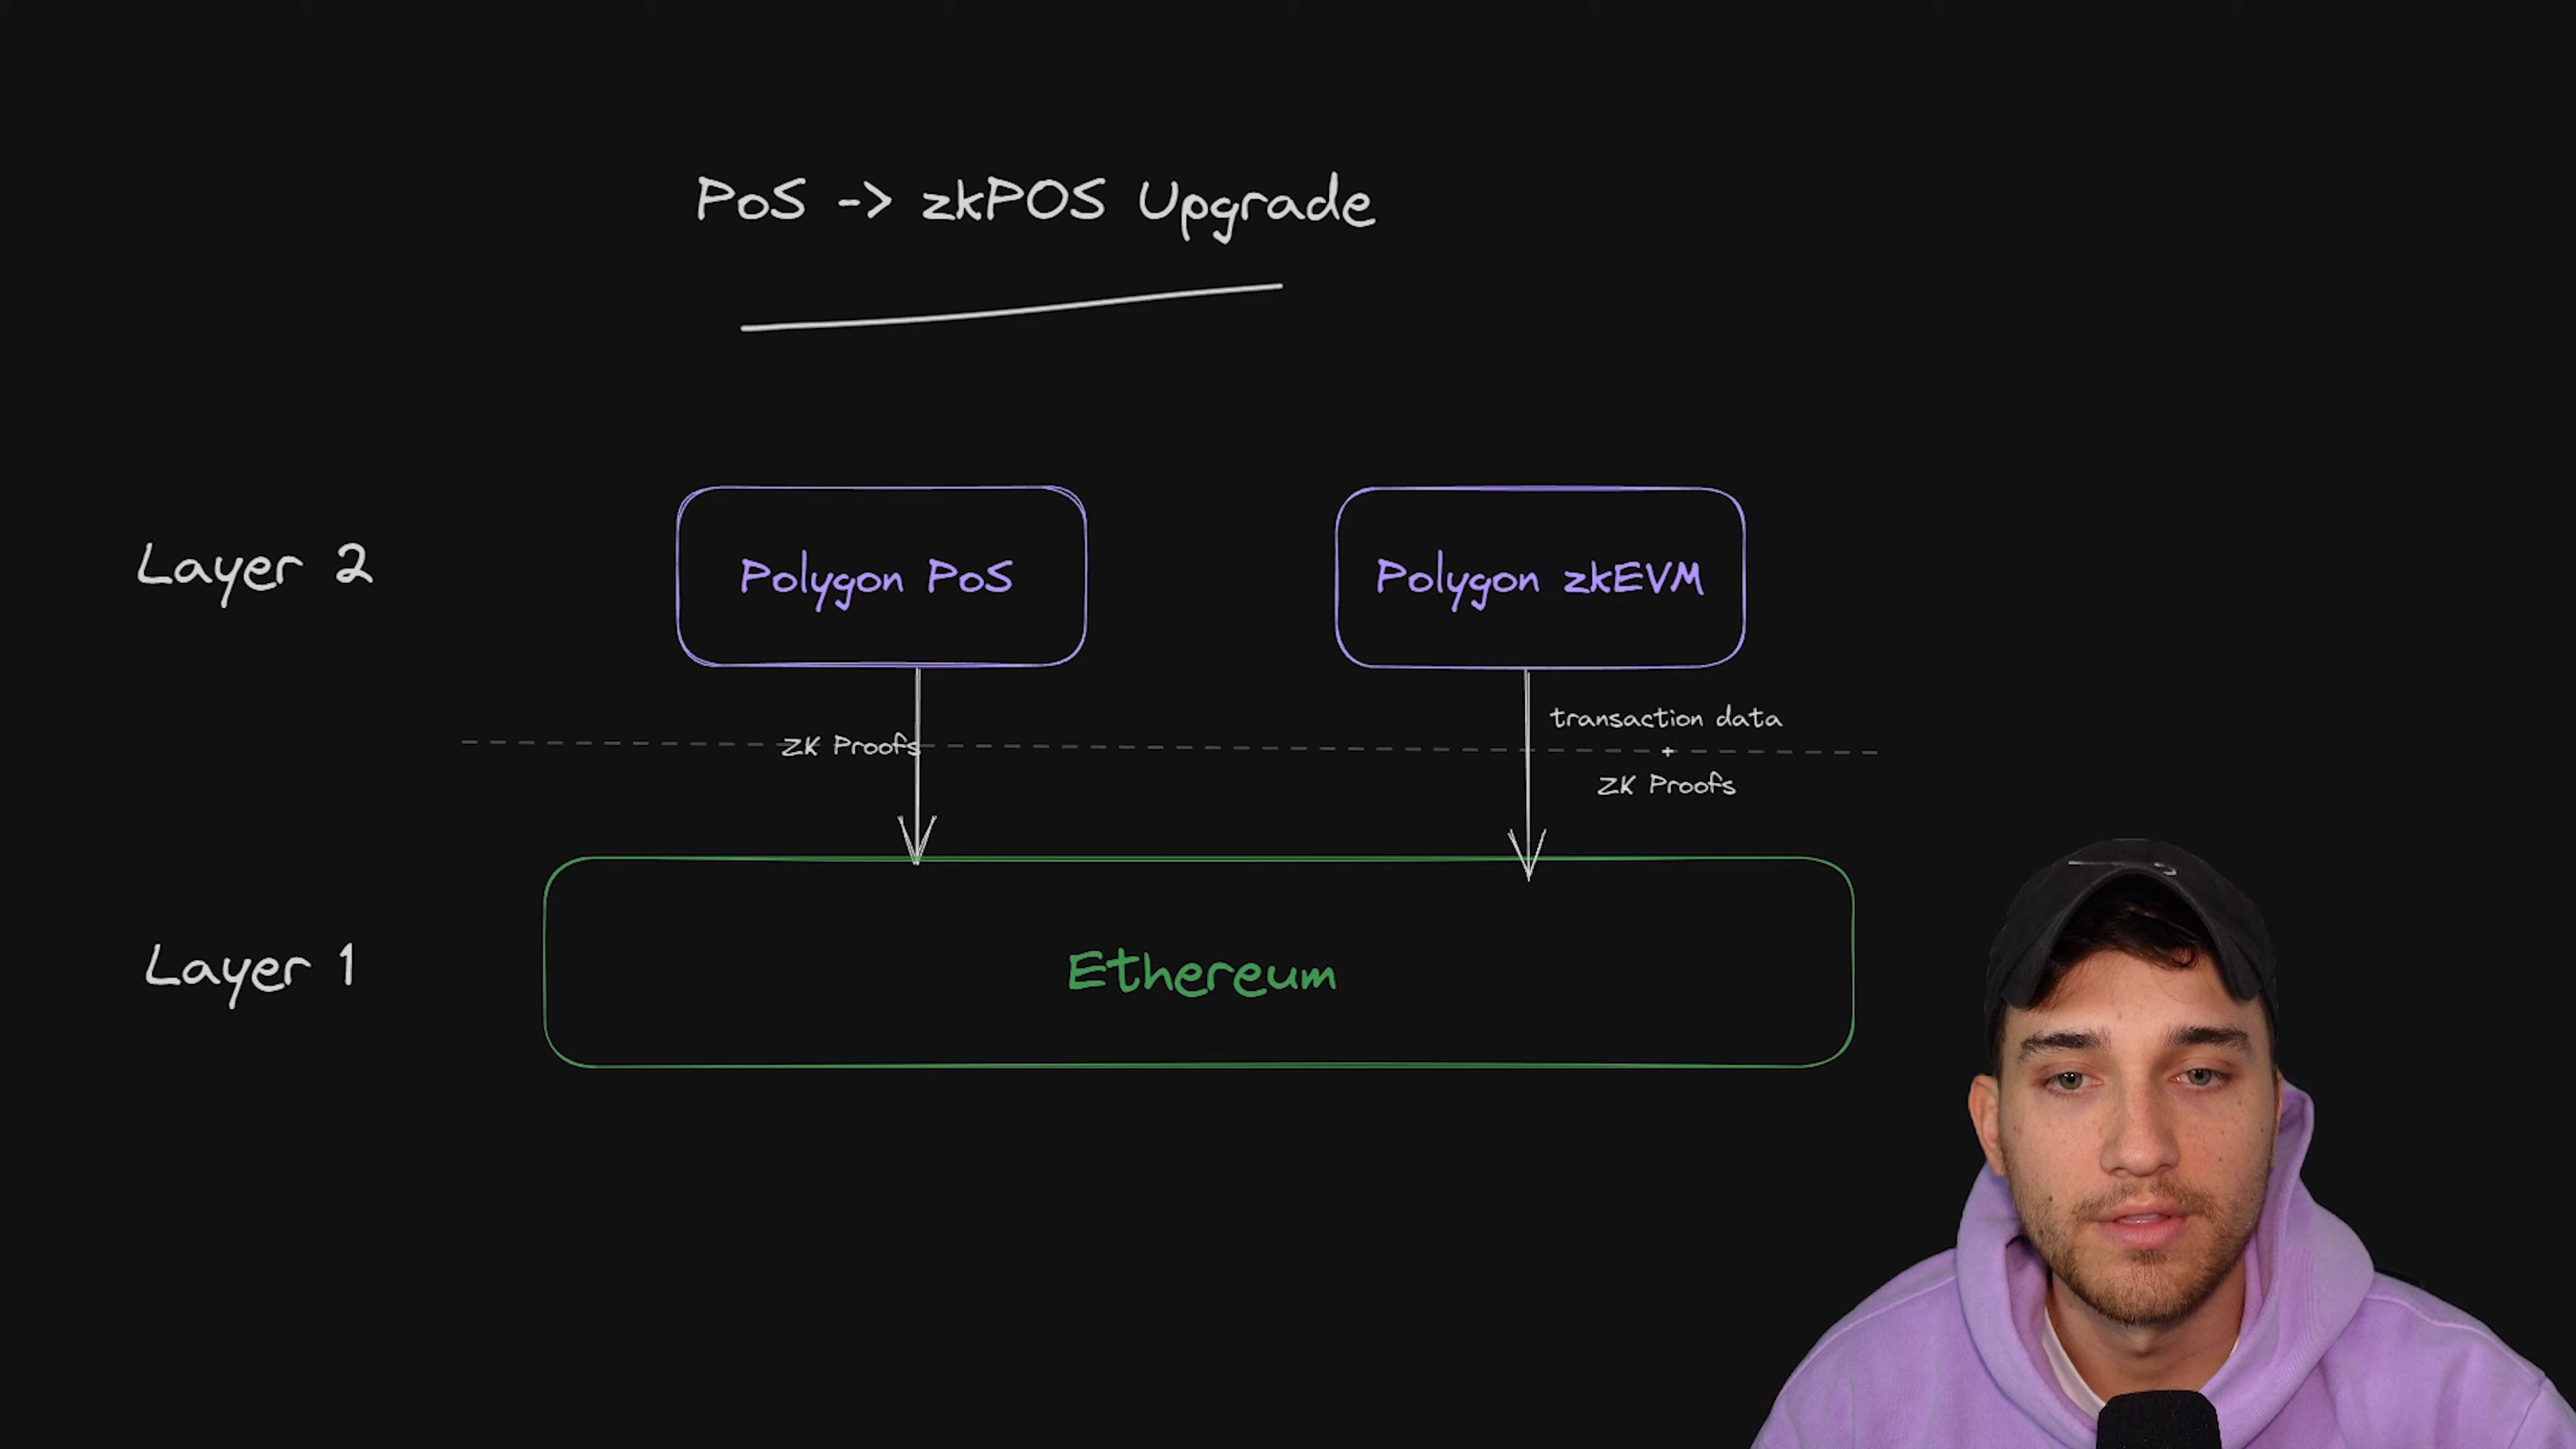 PoS -> zkPOS Upgrade
Layer 2
Polygon PoS
Polygon zkEVM
ZK Proofs
transaction data
+
ZK Proofs
Layer 1
Ethereum